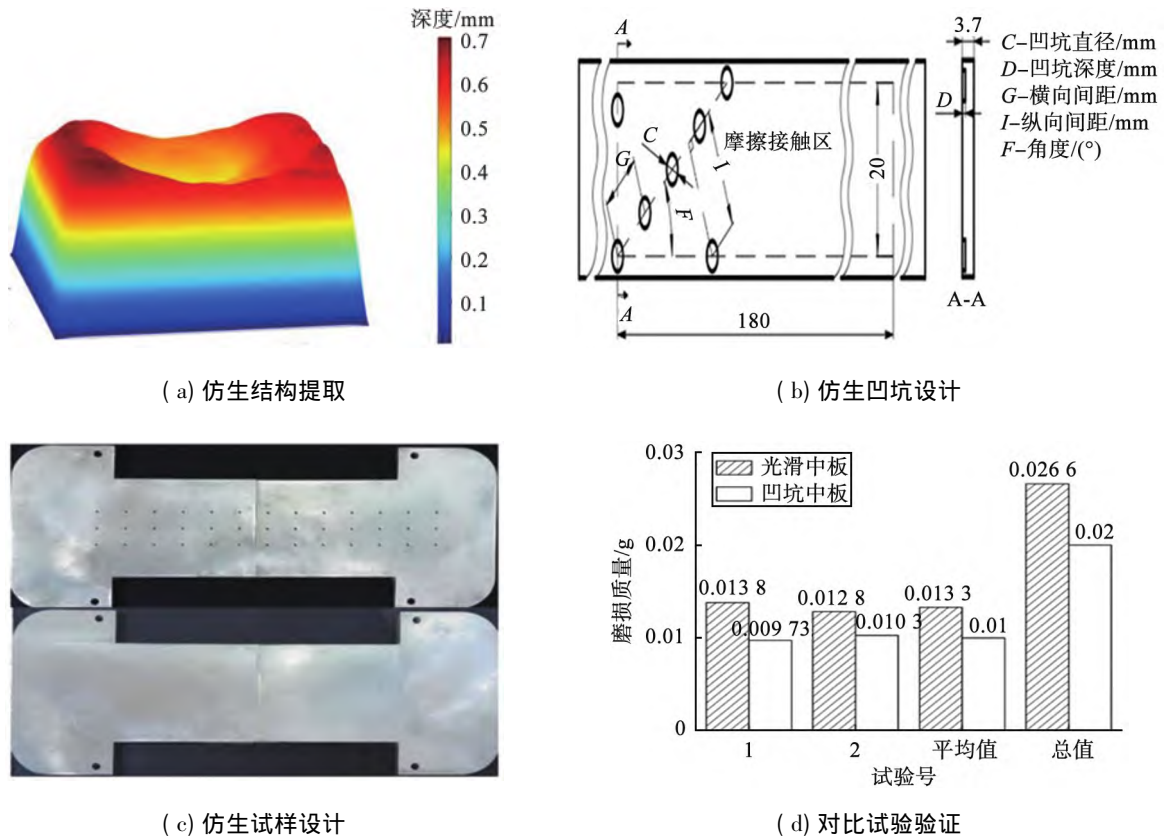 深度/mm
0.7
0.6
0.5
0.4
0.3
0.2
0.1
(a) 仿生结构提取
A
3.7
C
G
F
I
摩擦接触区
20
D
A
180
A-A
C–凹坑直径/mm
D–凹坑深度/mm
G–横向间距/mm
I–纵向间距/mm
F–角度/(°)
(b) 仿生凹坑设计
(c) 仿生试样设计
磨损质量/g
0.03
0.02
0.01
0
光滑中板
凹坑中板
0.013 8
0.009 73
0.012 8
0.010 3
0.013 3
0.01
0.026 6
0.02
1 2 平均值 总值
试验号
(d) 对比试验验证